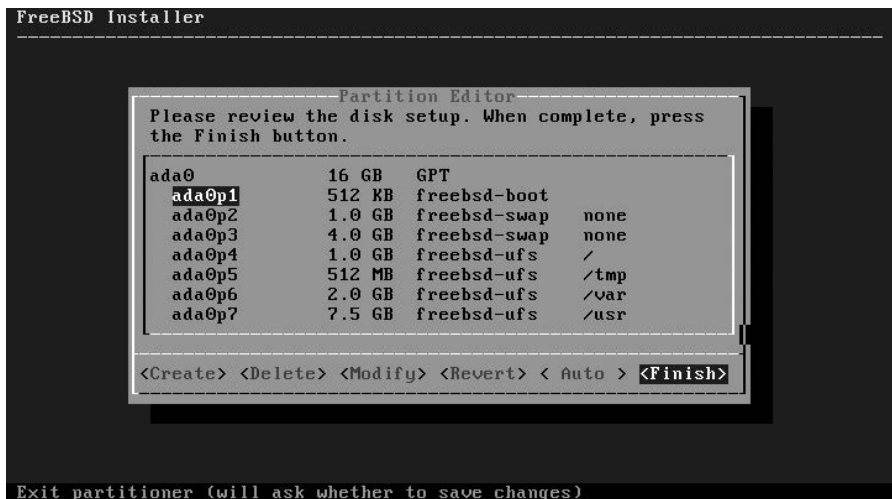 FreeBSD Installer
Partition Editor
Please review the disk setup. When complete, press
the Finish button.
ada0 16 GB GPT
ada0p1 512 KB freebsd-boot
ada0p2 1.0 GB freebsd-swap none
ada0p3 4.0 GB freebsd-swap none
ada0p4 1.0 GB freebsd-ufs /
ada0p5 512 MB freebsd-ufs /tmp
ada0p6 2.0 GB freebsd-ufs /var
ada0p7 7.5 GB freebsd-ufs /usr
<Create> <Delete> <Modify> <Revert> < Auto > <Finish>
Exit partitioner (will ask whether to save changes)